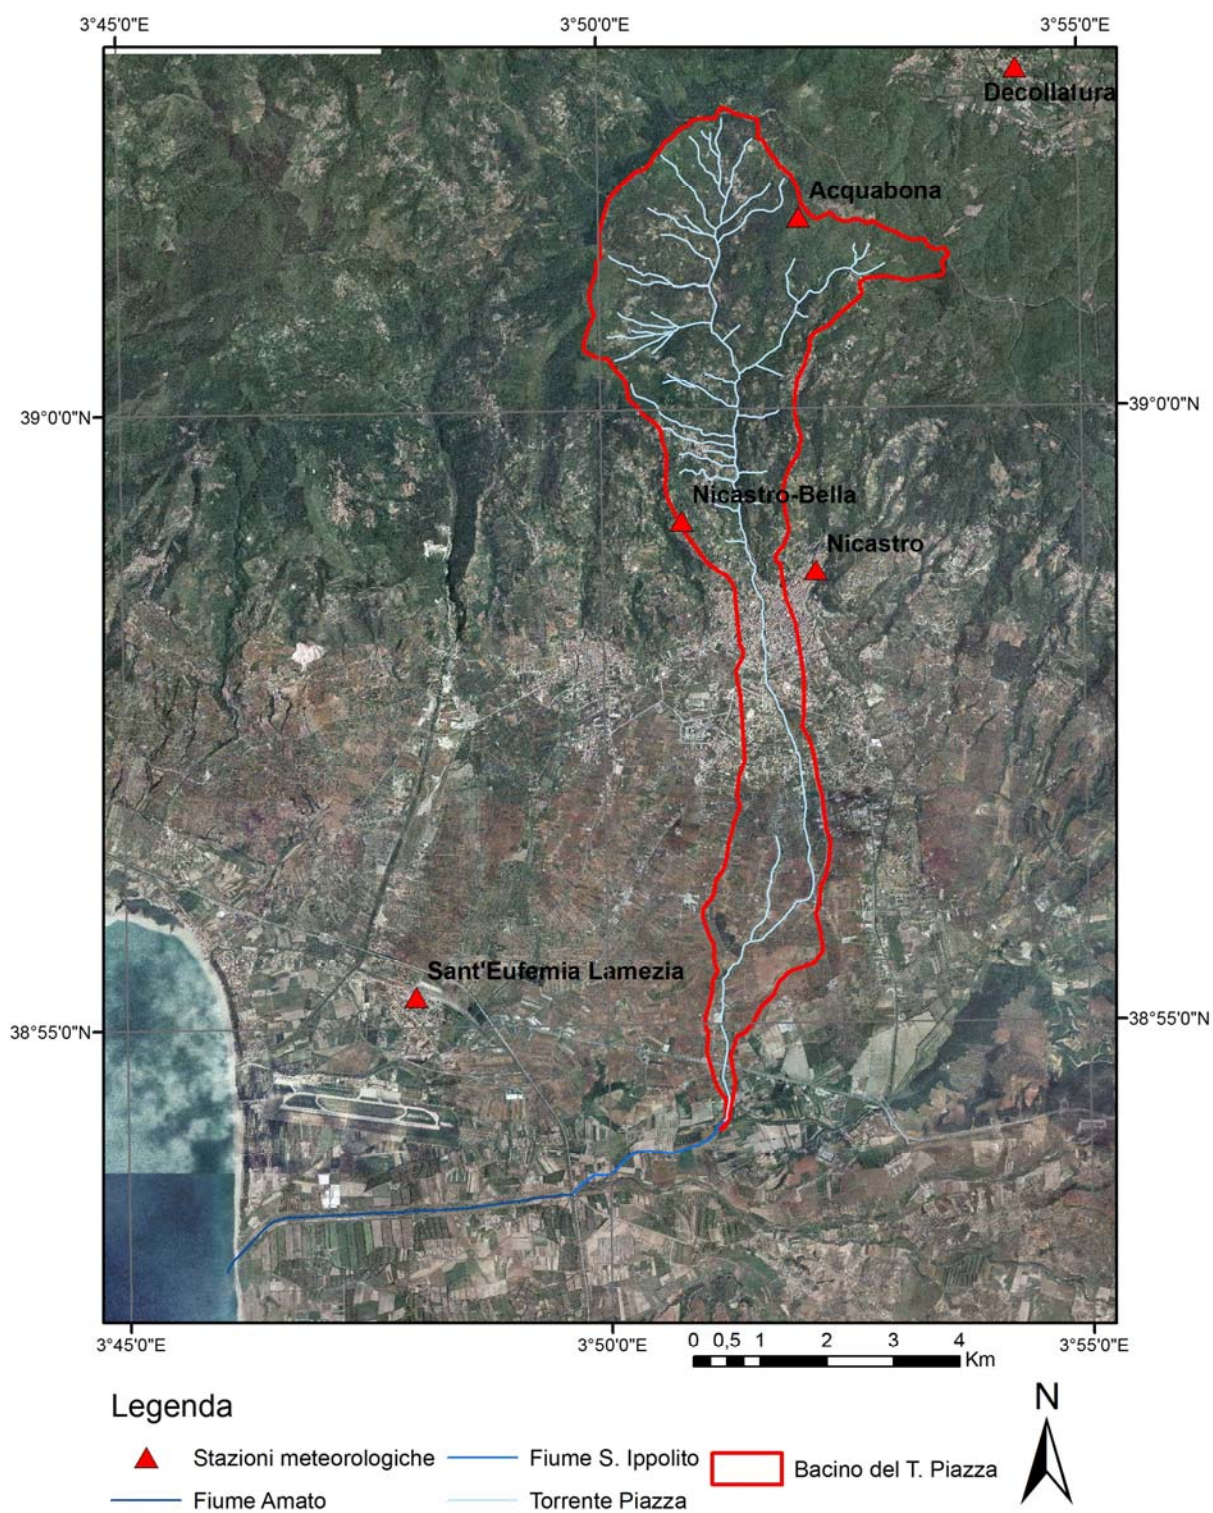 3°45'0"E 3°50'0"E 3°55'0"E
Decollatura
Acquabona
39°0'0"N 39°0'0"N
Nicastro-Bella
Nicastro
Sant'Eufemia Lamezia
38°55'0"N 38°55'0"N
3°45'0"E 3°50'0"E 3°55'0"E
0 0,5 1 2 3 4
Km
Legenda
N
Stazioni meteorologiche Fiume S. Ippolito Bacino del T. Piazza
Fiume Amato Torrente Piazza